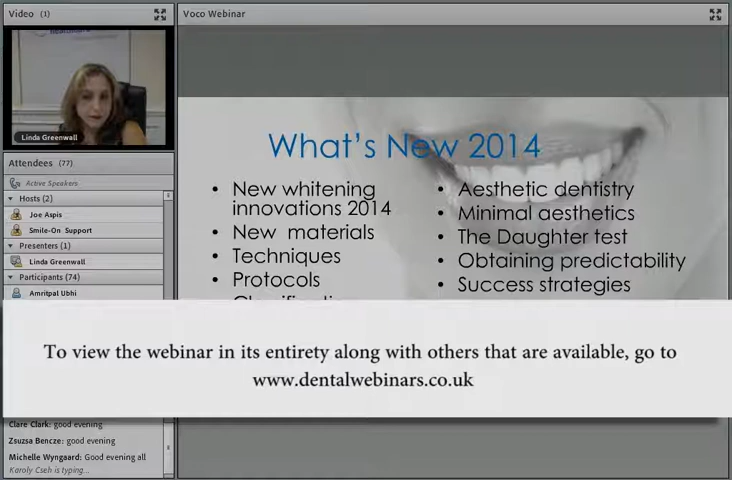 Video (1)
Linda Greenwall
Attendees (77)
Active Speakers
Hosts (2)
Joe Aspis
Smile-On Support
Presenters (1)
Linda Greenwall
Participants (74)
Amritpal Ubhi
Voco Webinar
What's New 2014
• New whitening
innovations 2014
• New materials
• Techniques
• Protocols
• Aesthetic dentistry
• Minimal aesthetics
• The Daughter test
• Obtaining predictability
• Success strategies
To view the webinar in its entirety along with others that are available, go to
www.dentalwebinars.co.uk
Clare Clark: good evening
Zsuzsa Bencze: good evening
Michelle Wyngaard: Good evening all
Karoly Cseh is typing...